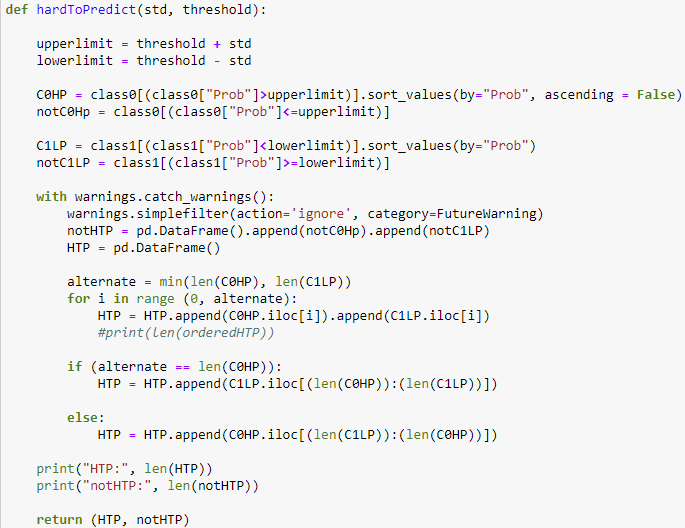 def hardToPredict(std, threshold):
upperlimit = threshold + std
lowerlimit = threshold - std
C0HP = class0[(class0["Prob"]>upperlimit)].sort_values(by="Prob", ascending = False)
notC0Hp = class0[(class0["Prob"]<=upperlimit)]
C1LP = class1[(class1["Prob"]<lowerlimit)].sort_values(by="Prob")
notC1LP = class1[(class1["Prob"]>=lowerlimit)]
with warnings.catch_warnings():
warnings.simplefilter(action='ignore', category=FutureWarning)
notHTP = pd.DataFrame().append(notC0Hp).append(notC1LP)
HTP = pd.DataFrame()
alternate = min(len(C0HP), len(C1LP))
for i in range (0, alternate):
HTP = HTP.append(C0HP.iloc[i]).append(C1LP.iloc[i])
#print(len(orderedHTP))
if (alternate == len(C0HP)):
HTP = HTP.append(C1LP.iloc[(len(C0HP)):(len(C1LP))])
else:
HTP = HTP.append(C0HP.iloc[(len(C1LP)):(len(C0HP))])
print("HTP:", len(HTP))
print("notHTP:", len(notHTP))
return (HTP, notHTP)